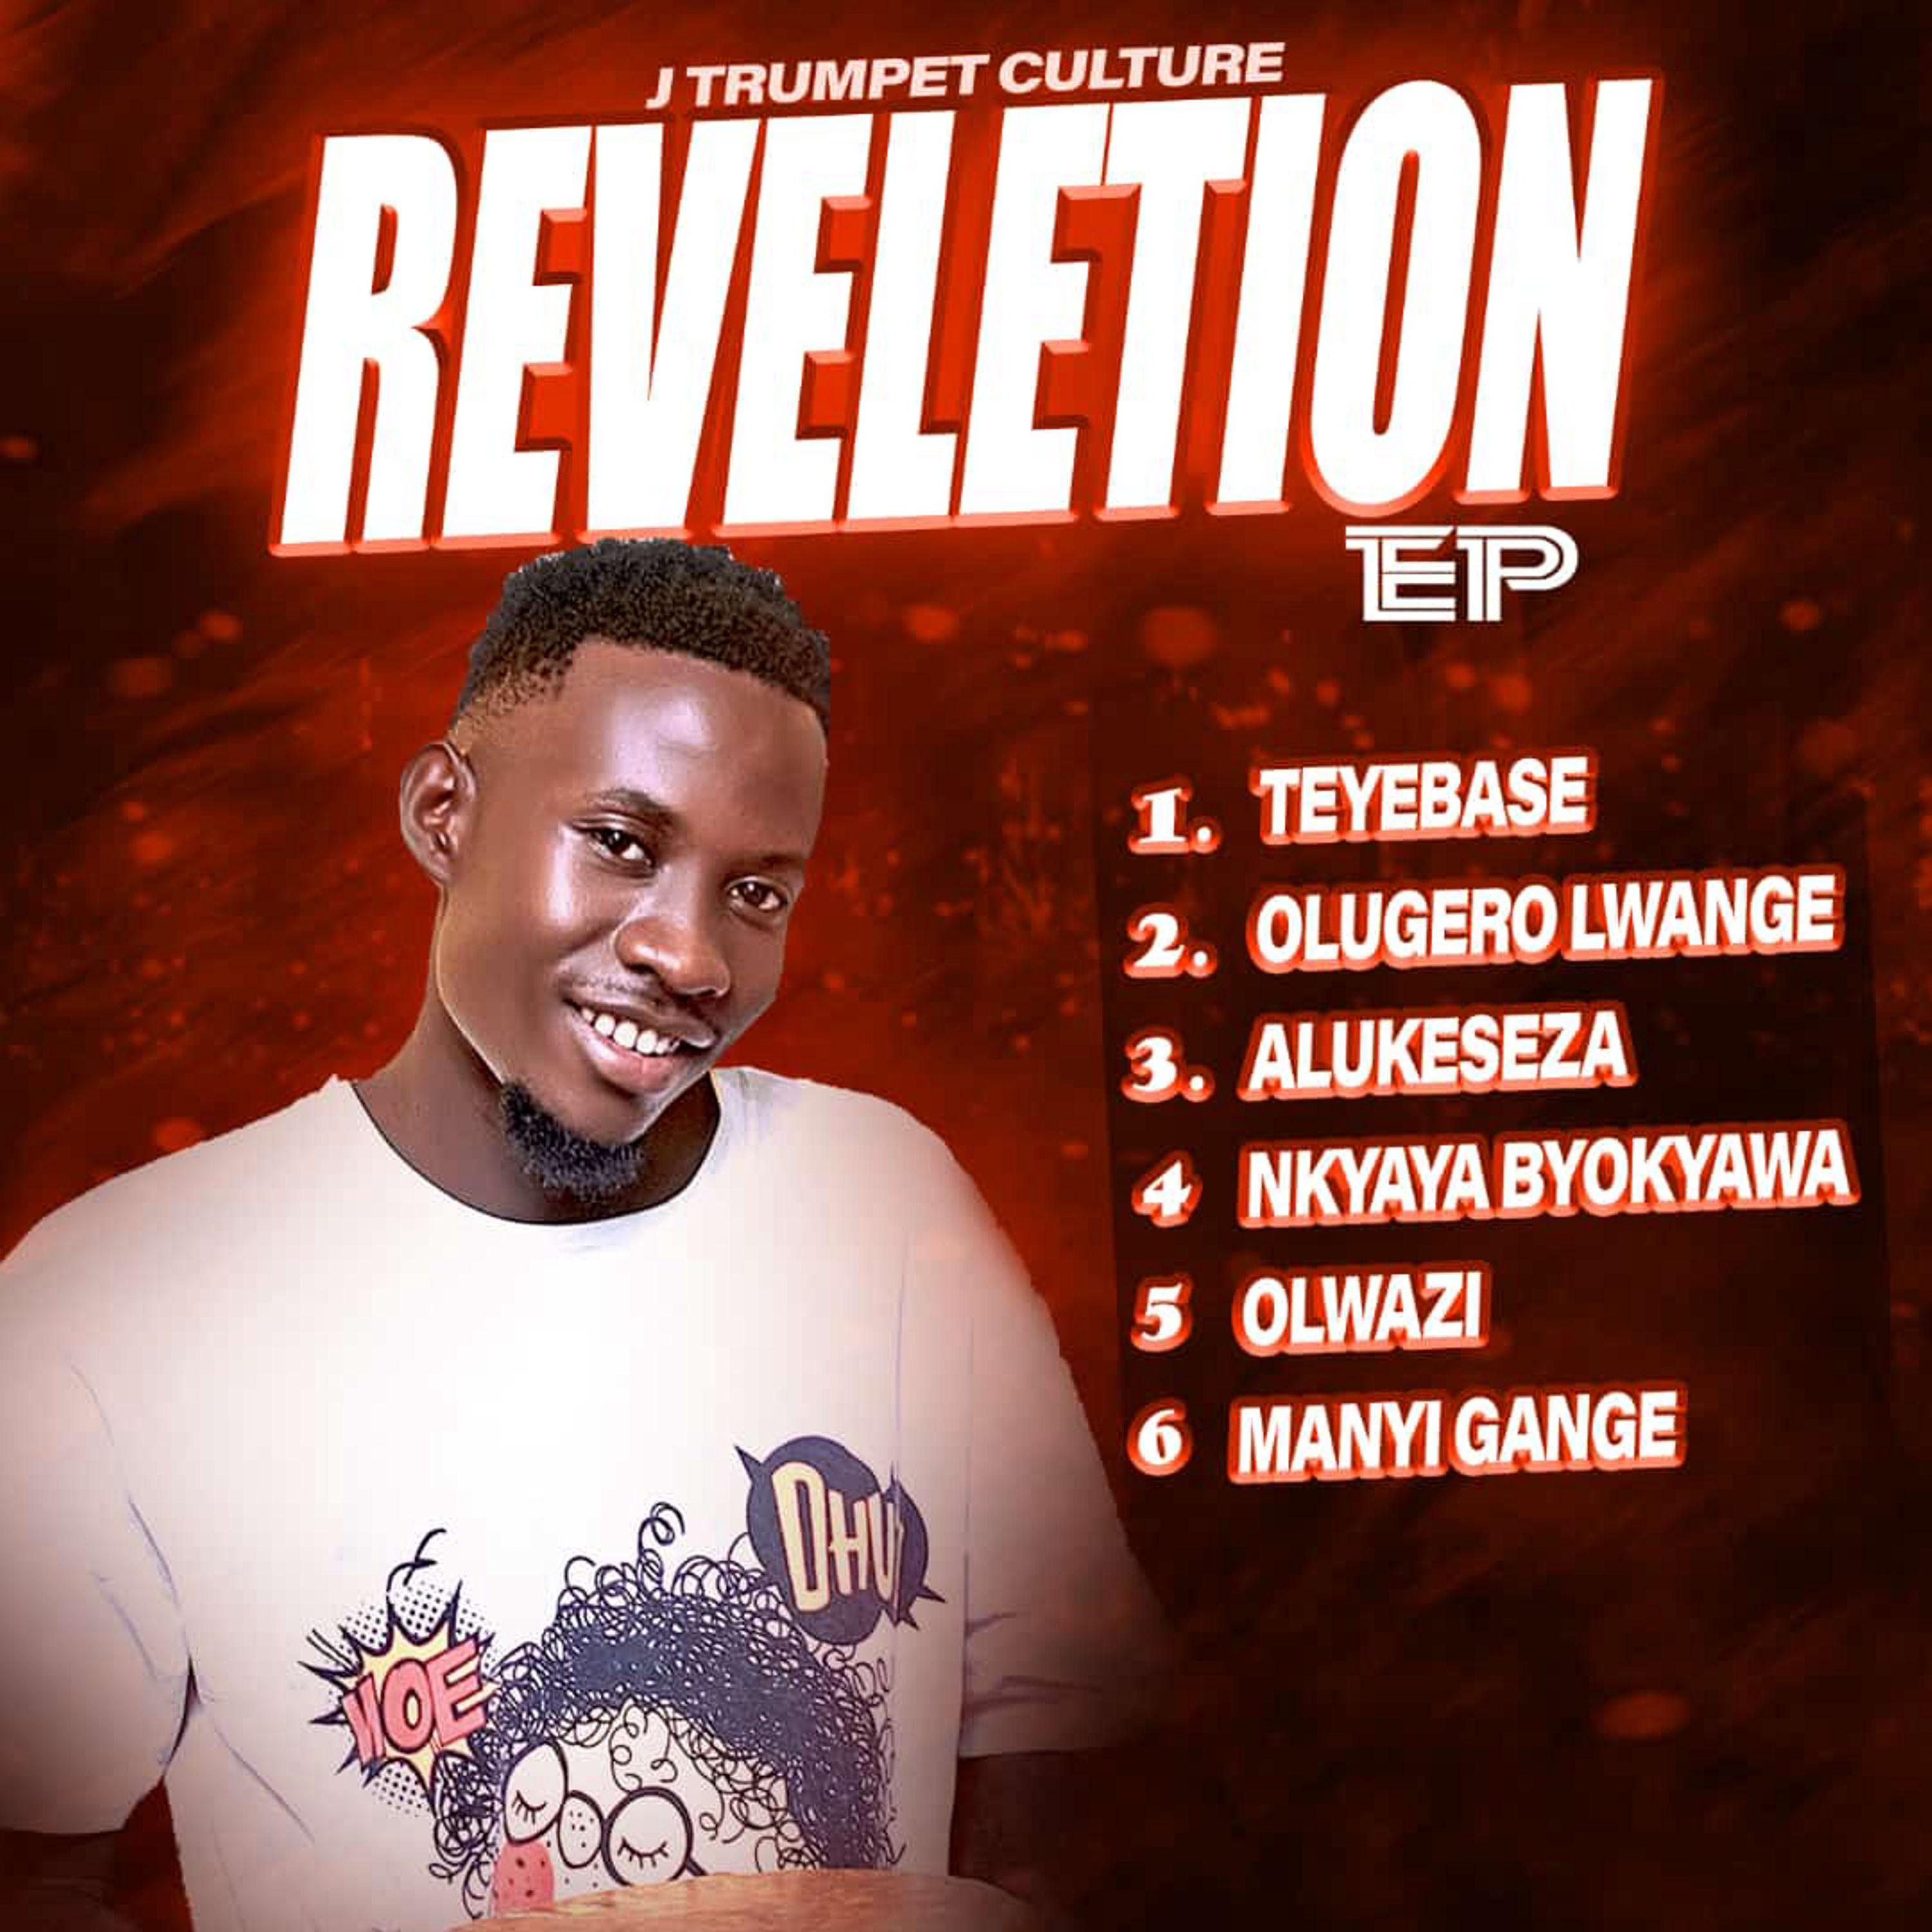 J TRUMPET CULTURE
REVELETION
EP
1. TEYEBASE
2. OLUGERO LWANGE
3. ALUKESEZA
4 NKYAYA BYOKYAWA
5 OLWAZI
6 MANYI GANGE
DHU